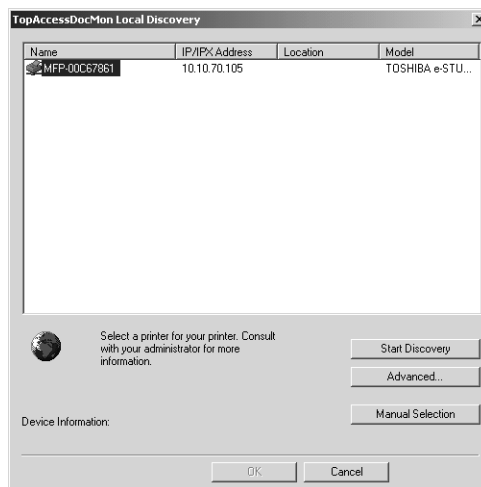 TopAccessDocMon Local Discovery
Name IP/IPX Address Location Model
MFP-00C67861 10.10.70.105 TOSHIBA e-STU...
Select a printer for your printer. Consult
with your administrator for more
information.
Start Discovery
Advanced...
Manual Selection
Device Information:
OK Cancel